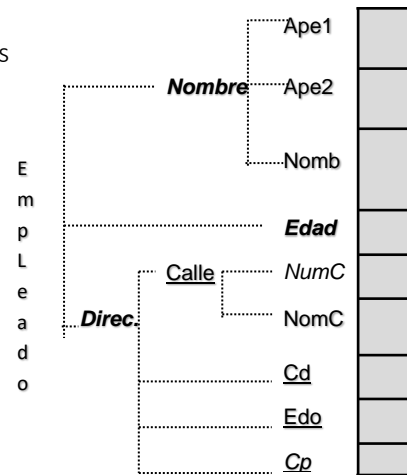 Ape1
s
Nombre Ape2
Nomb
E
m
p
L
e
a
d
o
Edad
Calle NumC
Direc. NomC
Cd
Edo
Cp